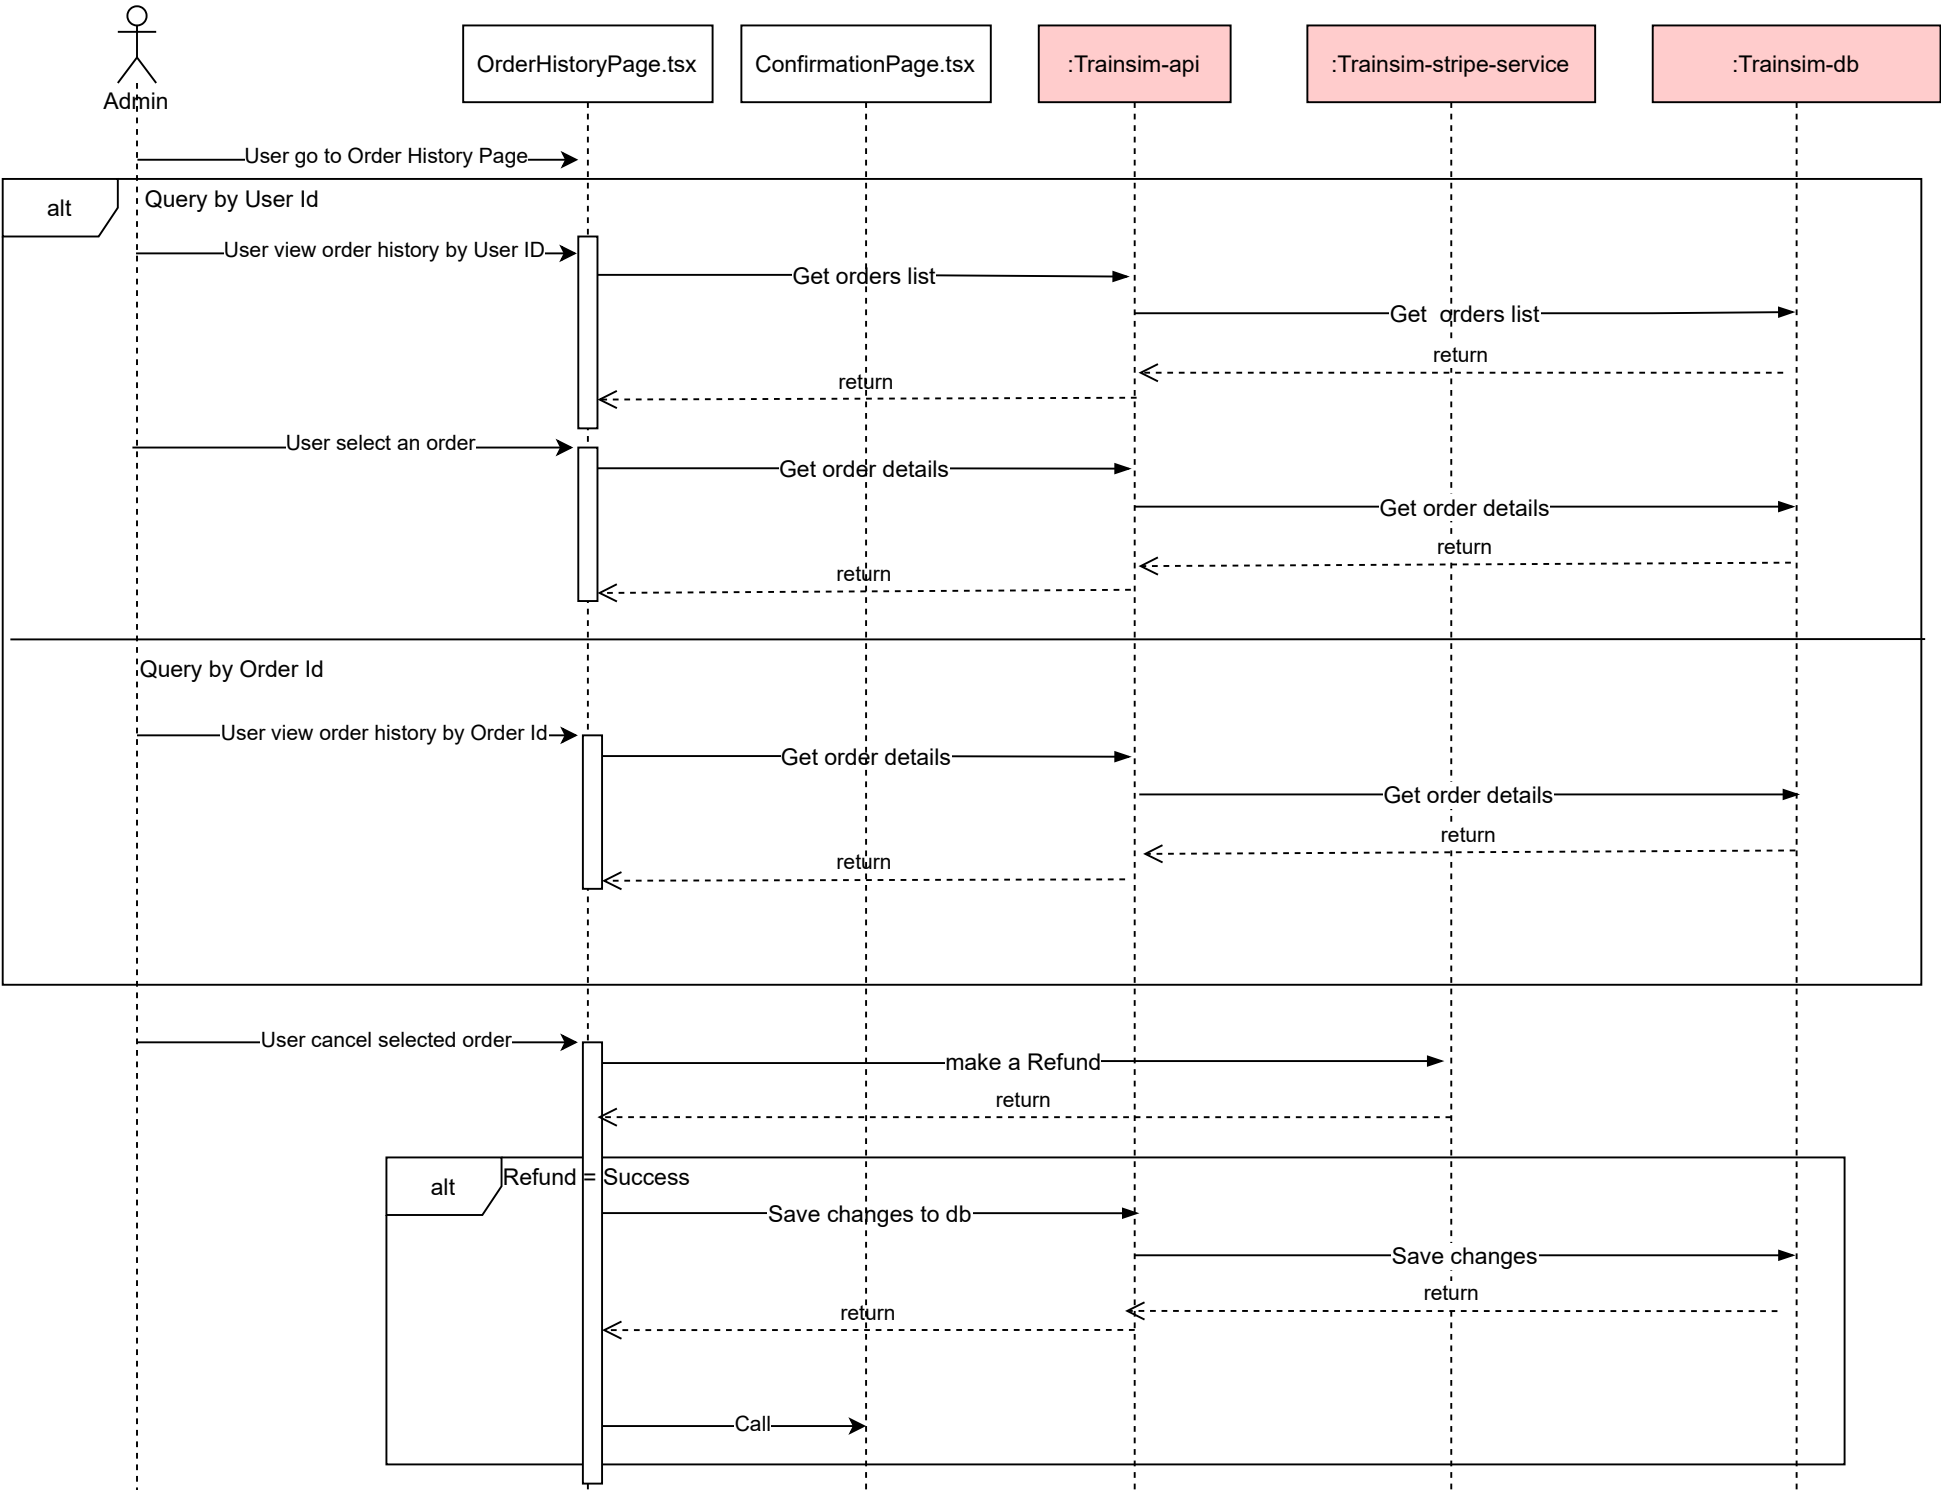 Admin
OrderHistoryPage.tsx
ConfirmationPage.tsx
:Trainsim-api
:Trainsim-stripe-service
:Trainsim-db
User go to Order History Page
alt
Query by User Id
User view order history by User ID
Get orders list
Get  orders list
return
return
User select an order
Get order details
Get order details
return
return
Query by Order Id
User view order history by Order Id
Get order details
Get order details
return
return
User cancel selected order
make a Refund
return
alt
Refund = Success
Save changes to db
Save changes
return
return
Call